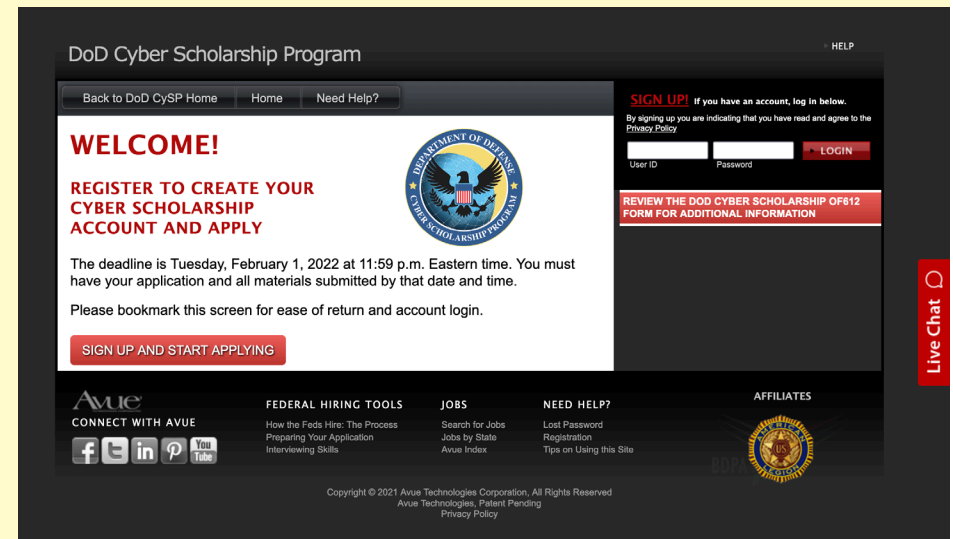 DoD Cyber Scholarship Program
HELP
Back to DoD CySP Home Home Need Help?
SIGN UP! If you have an account, log in below.
By signing up you are indicating that you have read and agree to the
Privacy Policy
LOGIN
User ID Password
REVIEW THE DOD CYBER SCHOLARSHIP OF612
FORM FOR ADDITIONAL INFORMATION
WELCOME!
REGISTER TO CREATE YOUR
CYBER SCHOLARSHIP
ACCOUNT AND APPLY
DEPARTMENT OF DEFENSE
CYBER SCHOLARSHIP PROGRAM
The deadline is Tuesday, February 1, 2022 at 11:59 p.m. Eastern time. You must
have your application and all materials submitted by that date and time.
Please bookmark this screen for ease of return and account login.
SIGN UP AND START APPLYING
Live Chat
AVUE
CONNECT WITH AVUE
You
Tube
FEDERAL HIRING TOOLS
How the Feds Hire: The Process
Preparing Your Application
Interviewing Skills
JOBS
Search for Jobs
Jobs by State
Avue Index
NEED HELP?
Lost Password
Registration
Tips on Using this Site
AFFILIATES
BDPA
AMERICAN
US
LEGION
Copyright © 2021 Avue Technologies Corporation, All Rights Reserved
Avue Technologies, Patent Pending
Privacy Policy